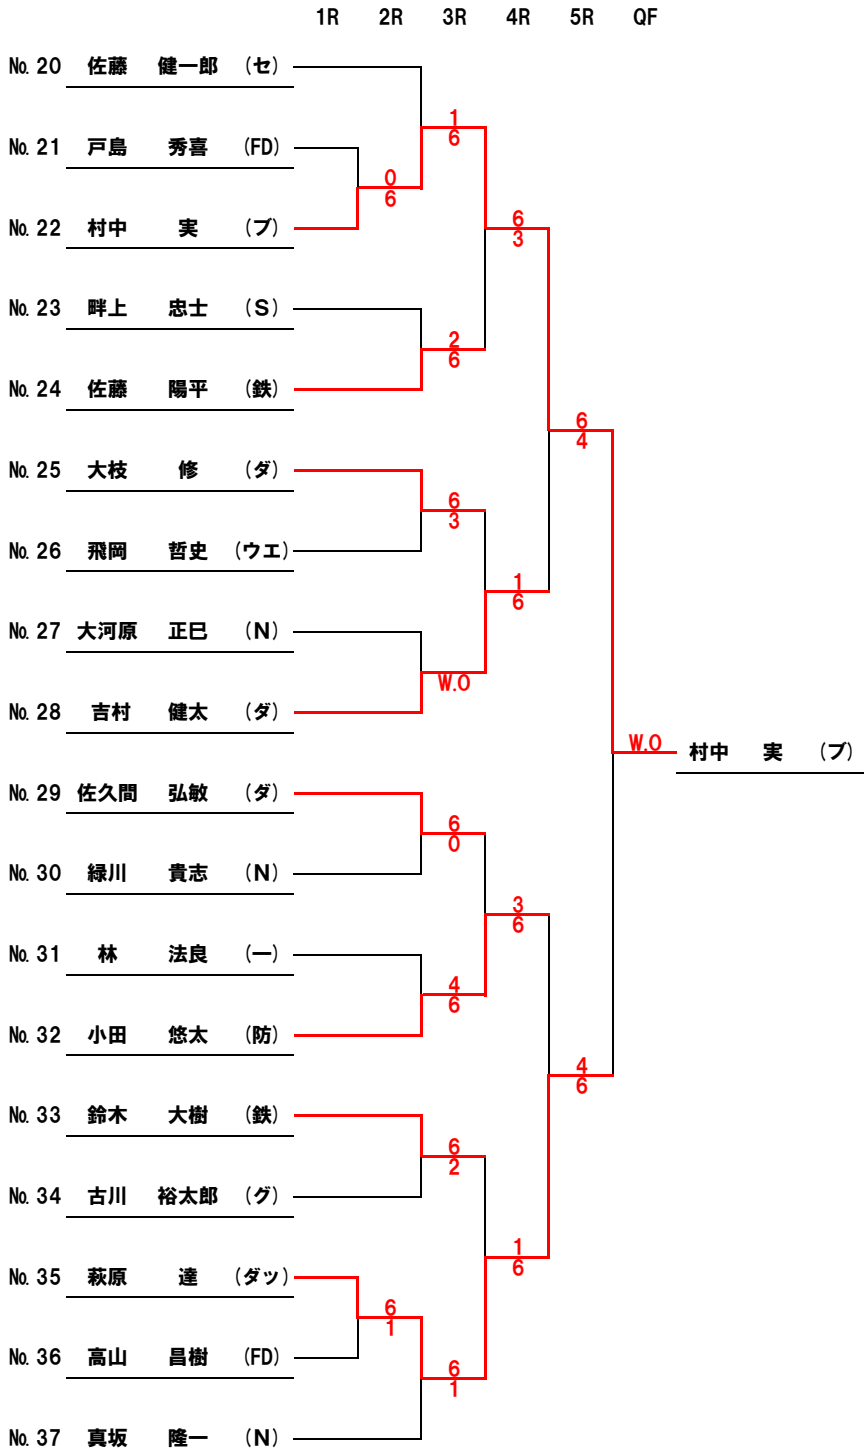 1R 2R 3R 4R 5R QF
№ 20 佐藤 健一郎 (セ)
1
6
№ 21 戸島 秀喜 (FD)
0
6
№ 22 村中 実 (ブ)
6
3
№ 23 畔上 忠士 (S)
2
6
№ 24 佐藤 陽平 (鉄)
6
4
№ 25 大枝 修 (ダ)
6
3
№ 26 飛岡 哲史 (ウエ)
1
6
№ 27 大河原 正巳 (N)
W.O
№ 28 吉村 健太 (ダ)
W.O 村中 実 (ブ)
№ 29 佐久間 弘敏 (ダ)
6
0
№ 30 緑川 貴志 (N)
3
6
№ 31 林 法良 (一)
4
6
№ 32 小田 悠太 (防)
4
6
№ 33 鈴木 大樹 (鉄)
6
2
№ 34 古川 裕太郎 (グ)
1
6
№ 35 萩原 達 (ダッ)
6
1
№ 36 高山 昌樹 (FD)
6
1
№ 37 真坂 隆一 (N)